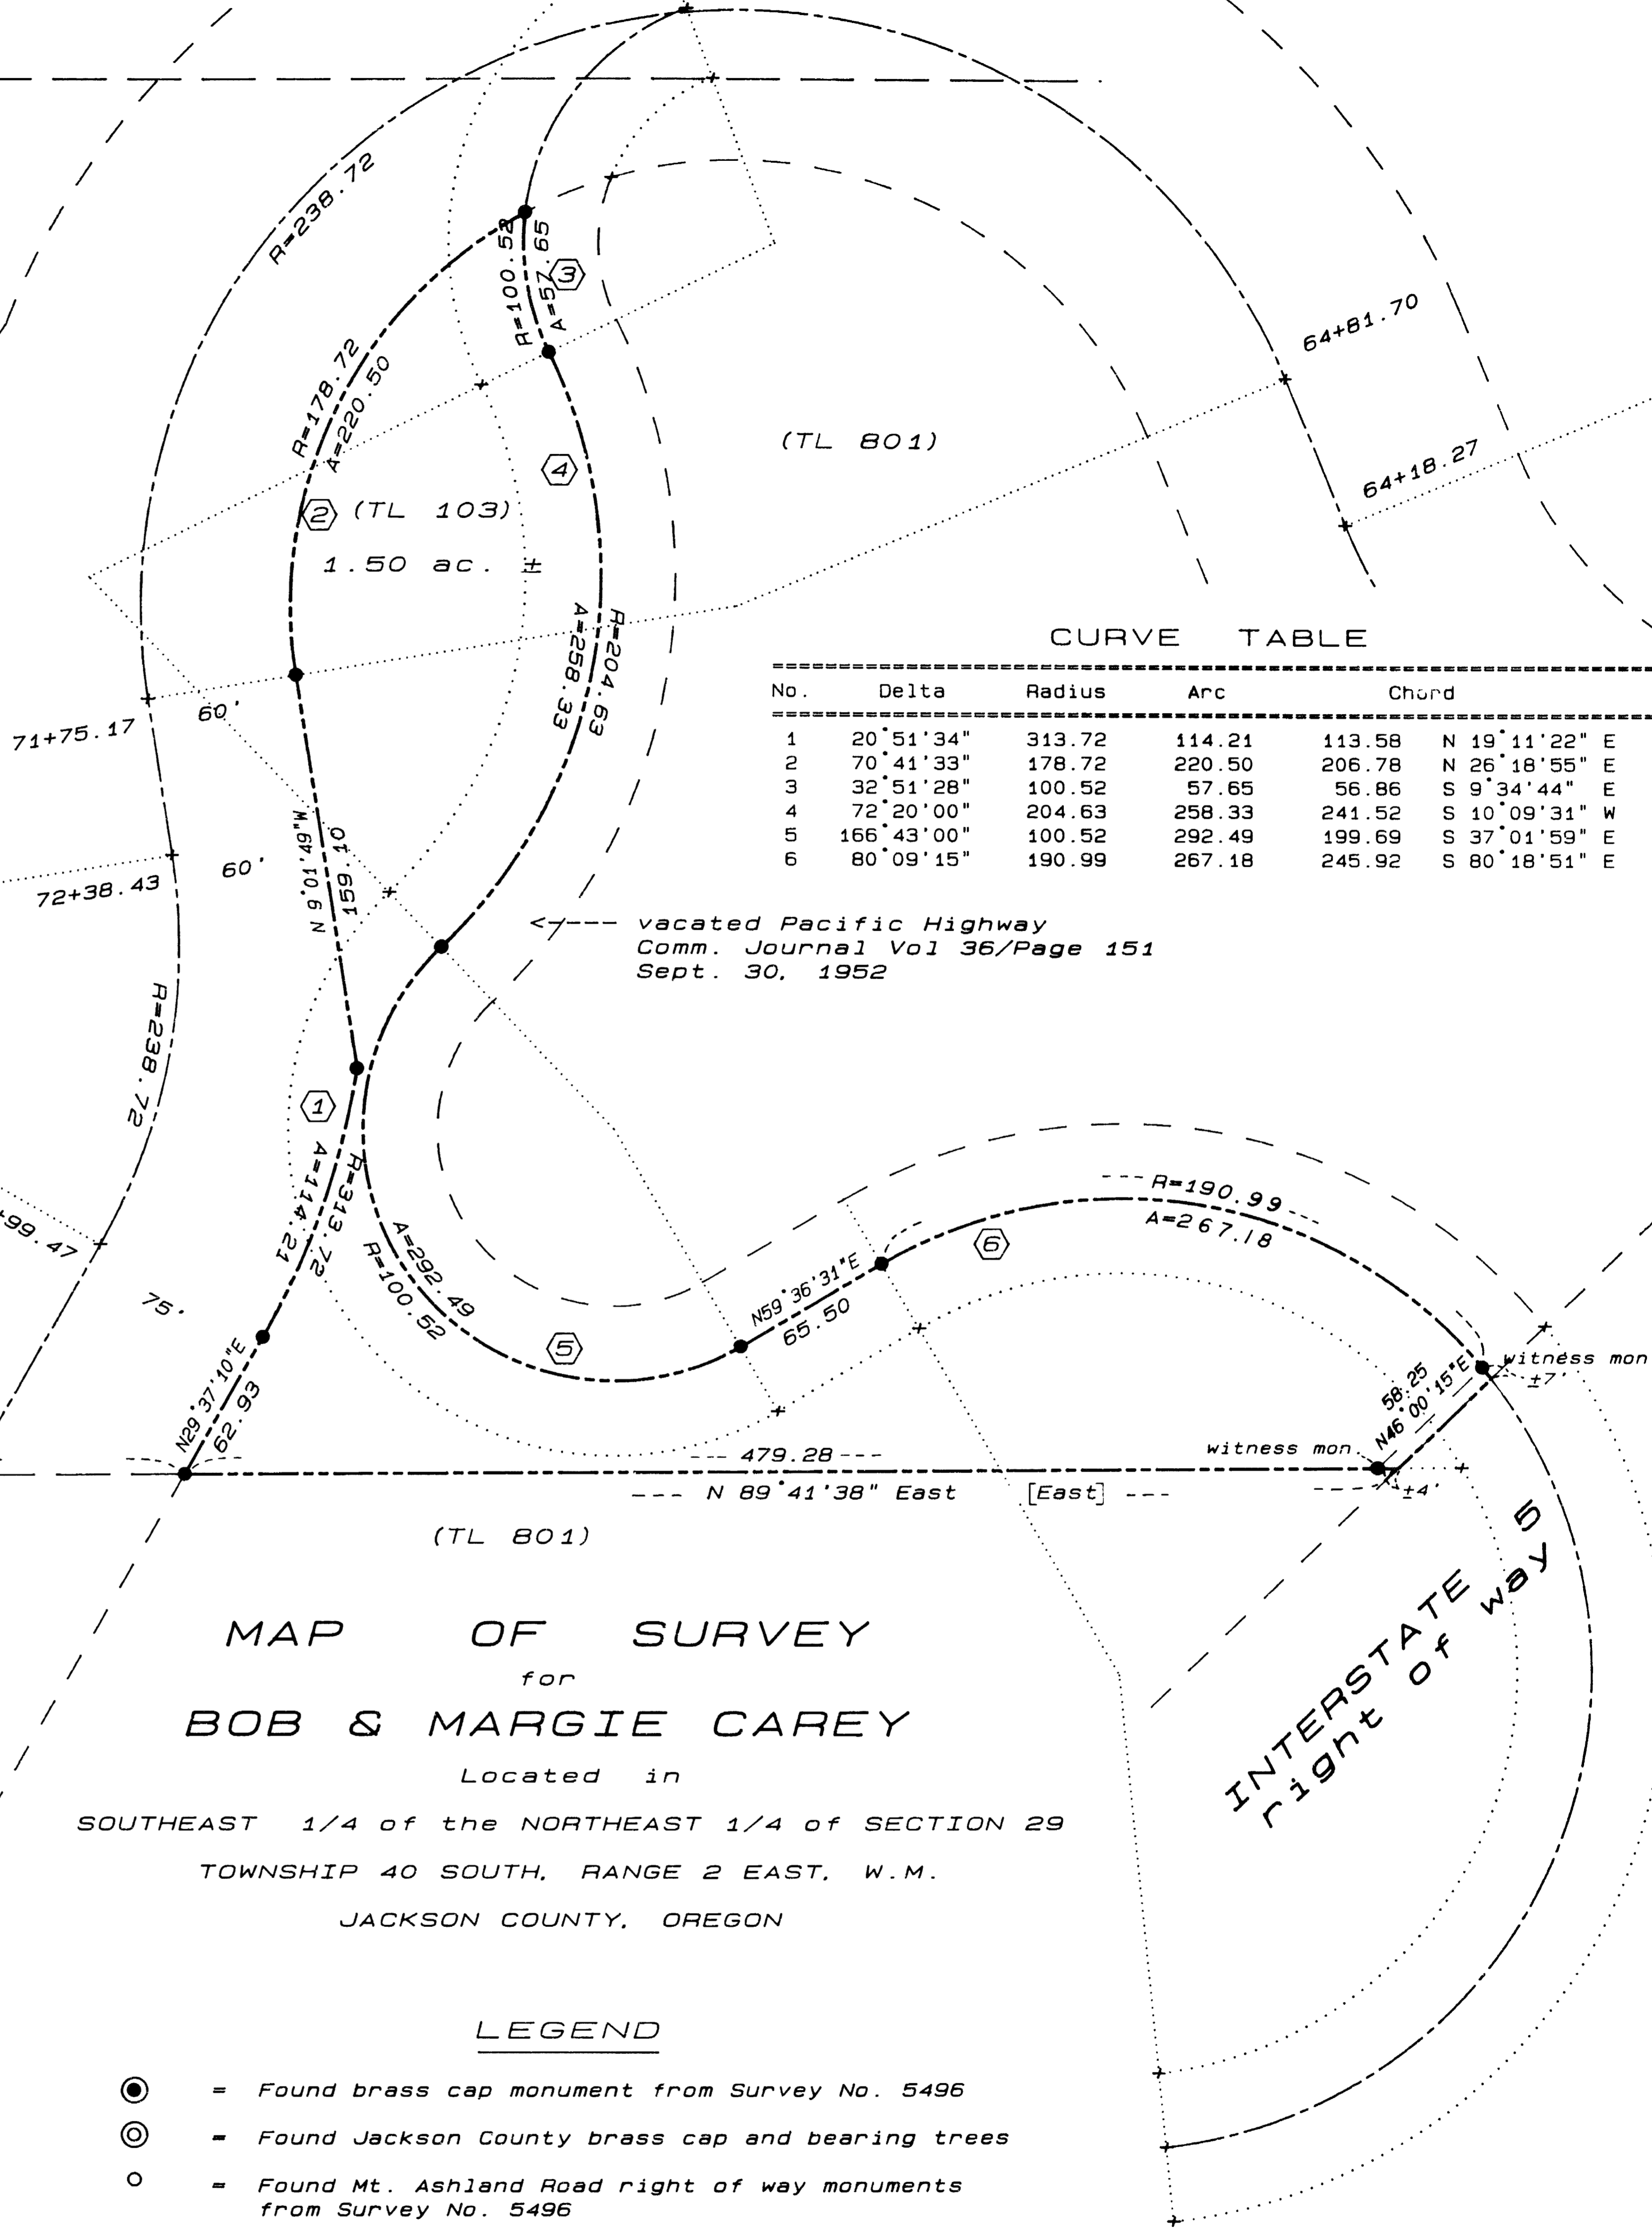 R=238.72
R=100.52
A=57.65
3
R=178.72
A=220.50
64+81.70
(TL 801)
64+18.27
4
2 (TL 103)
1.50 ac. ±
A=258.33
R=204.63
CURVE TABLE
No. Delta Radius Arc Chord
1 20°51'34" 313.72 114.21 113.58 N 19°11'22" E
2 70°41'33" 178.72 220.50 206.78 N 26°18'55" E
3 32°51'28" 100.52 57.65 56.86 S 9°34'44" E
4 72°20'00" 204.63 258.33 241.52 S 10°09'31" W
5 166°43'00" 100.52 292.49 199.69 S 37°01'59" E
6 80°09'15" 190.99 267.18 245.92 S 80°18'51" E
71+75.17
60'
N 9°10'49"W
159.10
60'
72+38.43
<---- vacated Pacific Highway
Comm. Journal Vol 36/Page 151
Sept. 30, 1952
R=238.72
1
A=114.21
R=313.72
+99.47
75'
A=292.49
R=100.52
5
N59°36'31"E
65.50
6
--- R=190.99 ---
A=267.18
N29°37'10"E
62.93
58.25
N46°00'15"E
witness mon
±7'
witness mon.
±4'
--- 479.28 ---
--- N 89°41'38" East [East] ---
(TL 801)
INTERSTATE 5
right of way
MAP OF SURVEY
for
BOB & MARGIE CAREY
Located in
SOUTHEAST 1/4 of the NORTHEAST 1/4 of SECTION 29
TOWNSHIP 40 SOUTH, RANGE 2 EAST, W.M.
JACKSON COUNTY, OREGON
LEGEND
= Found brass cap monument from Survey No. 5496
= Found Jackson County brass cap and bearing trees
= Found Mt. Ashland Road right of way monuments
from Survey No. 5496